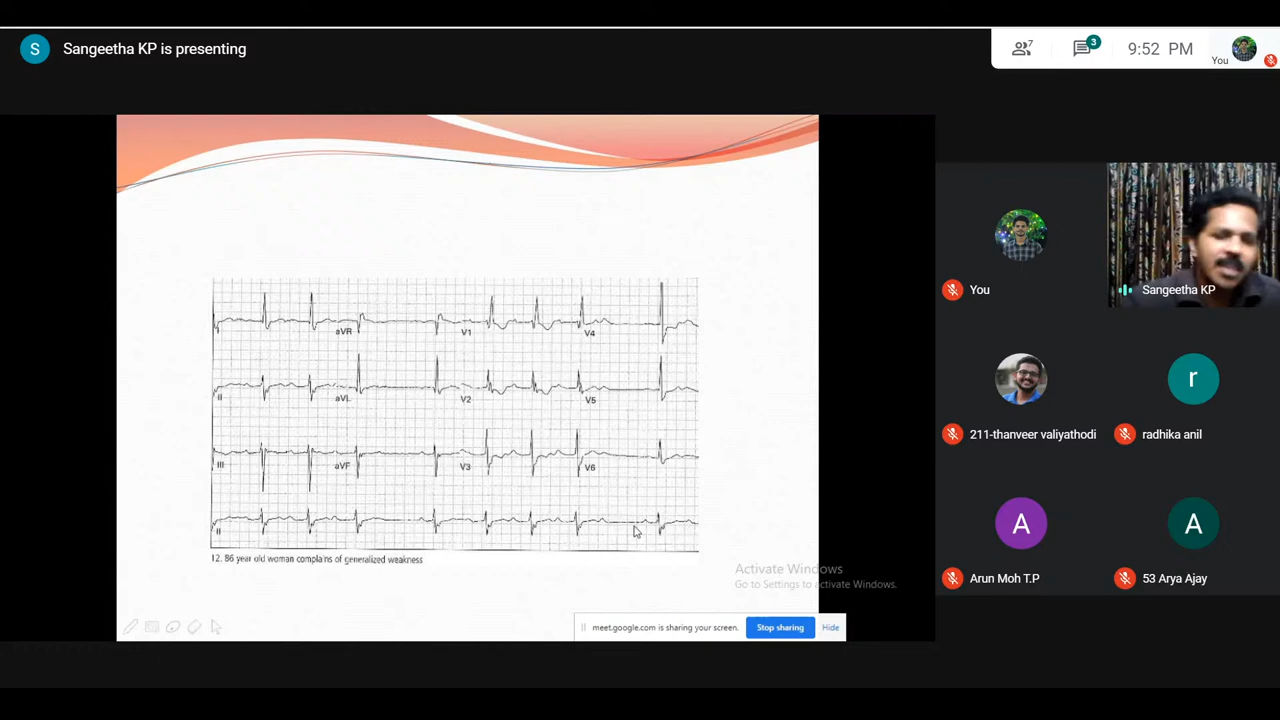 S Sangeetha KP is presenting
7
3
9:52 PM
You
aVR V1 V4
II aVL V2 V5
III aVF V3 V6
II
12. 86 year old woman complains of generalized weakness
Activate Windows
Go to Settings to activate Windows.
meet.google.com is sharing your screen. Stop sharing Hide
You
Sangeetha KP
211-thanveer valiyathodi
r
radhika anil
A
Arun Moh T.P
A
53 Arya Ajay